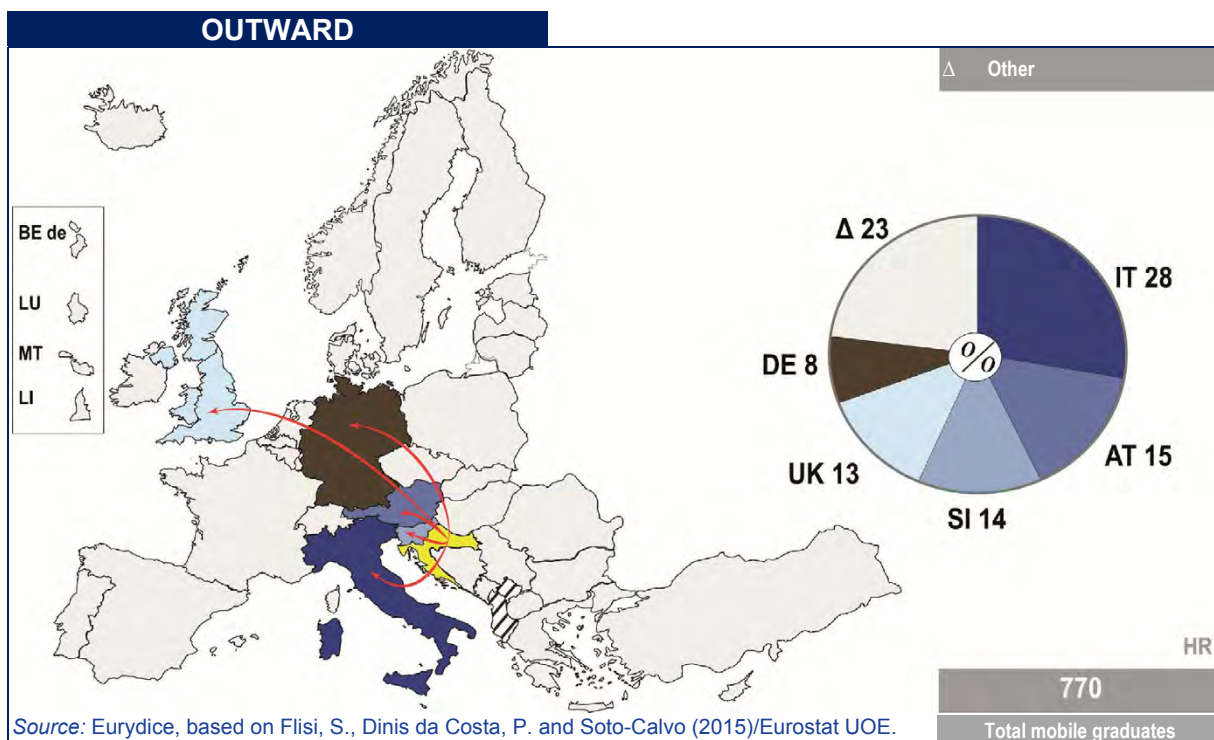 OUTWARD
Δ Other
BE de
LU
MT
LI
Δ 23
IT 28
DE 8
%
AT 15
UK 13
SI 14
HR
770
Total mobile graduates
Source: Eurydice, based on Flisi, S., Dinis da Costa, P. and Soto-Calvo (2015)/Eurostat UOE.